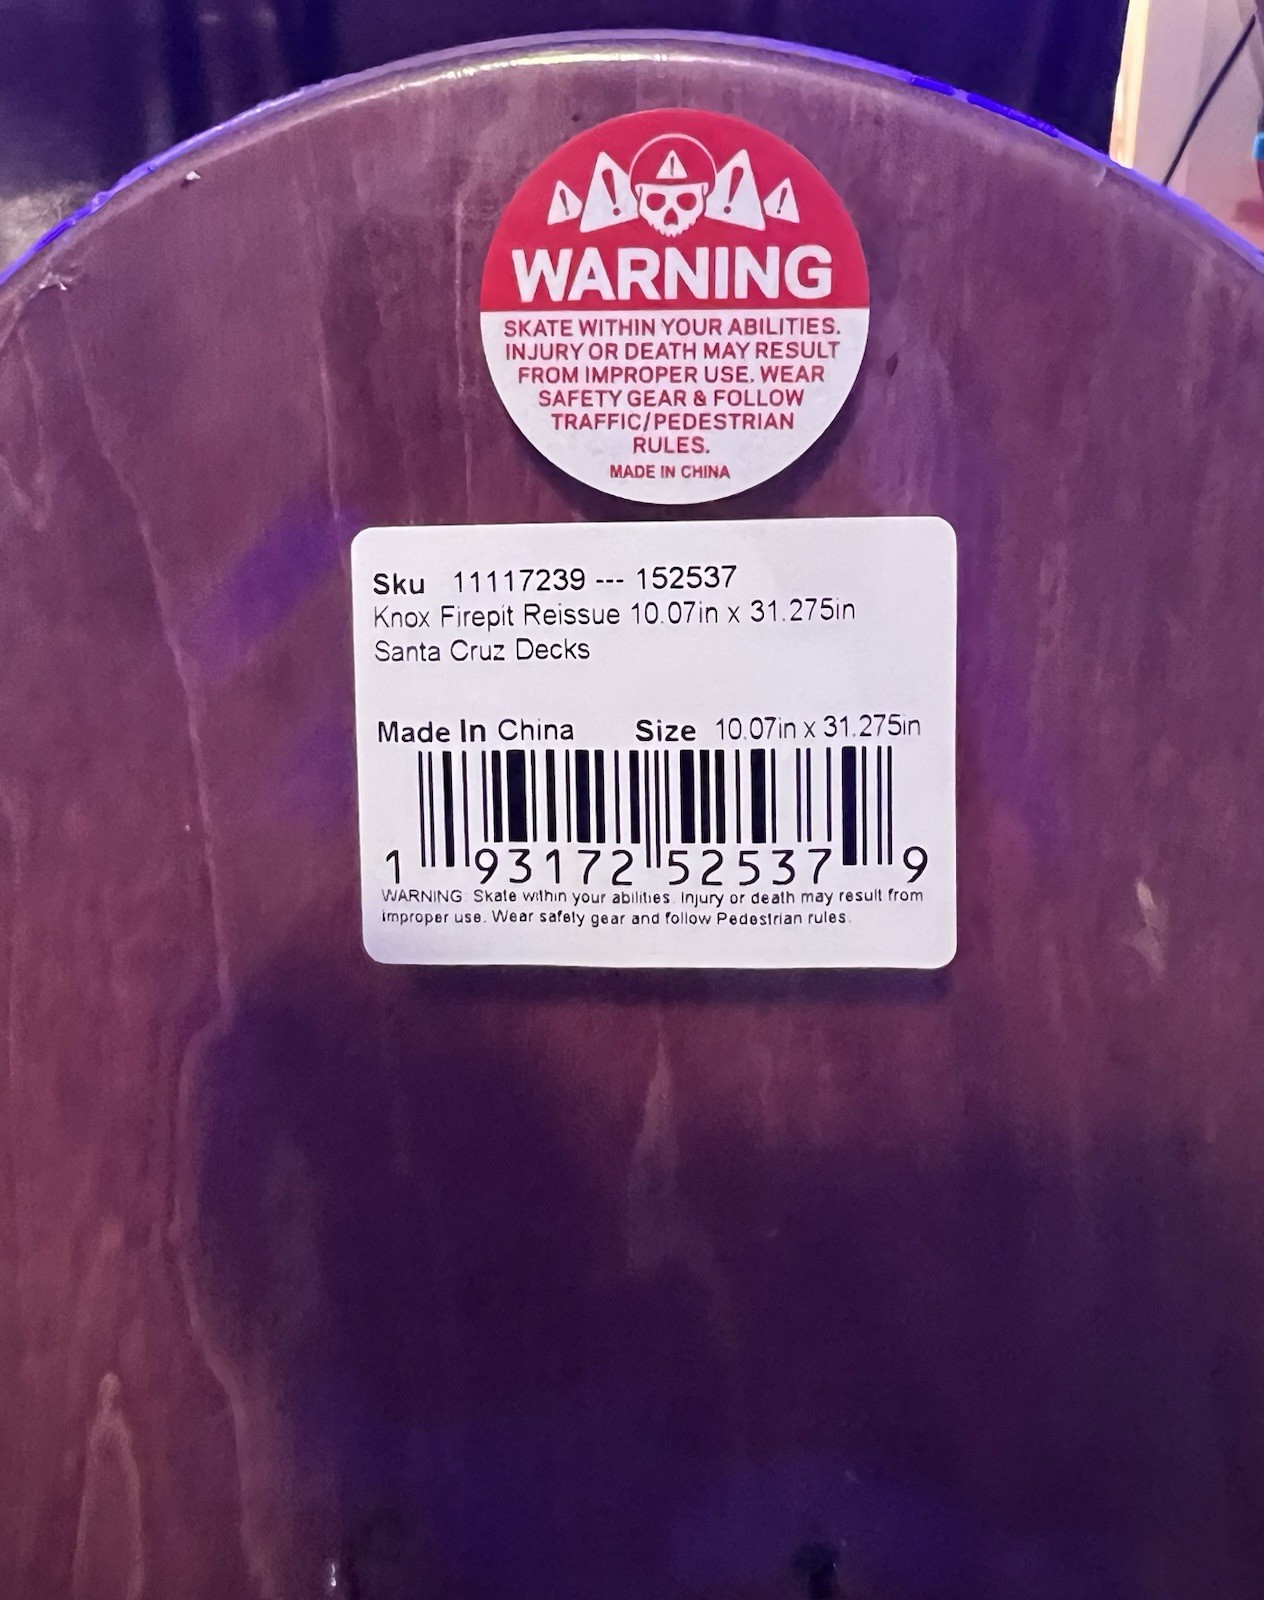 WARNING
SKATE WITHIN YOUR ABILITIES.
INJURY OR DEATH MAY RESULT
FROM IMPROPER USE. WEAR
SAFETY GEAR & FOLLOW
TRAFFIC/PEDESTRIAN
RULES.
MADE IN CHINA
Sku 11117239 --- 152537
Knox Firepit Reissue 10.07in x 31.275in
Santa Cruz Decks
Made In China Size 10.07in x 31.275in
1 93172 52537 9
WARNING: Skate within your abilities. Injury or death may result from
improper use. Wear safety gear and follow Pedestrian rules.